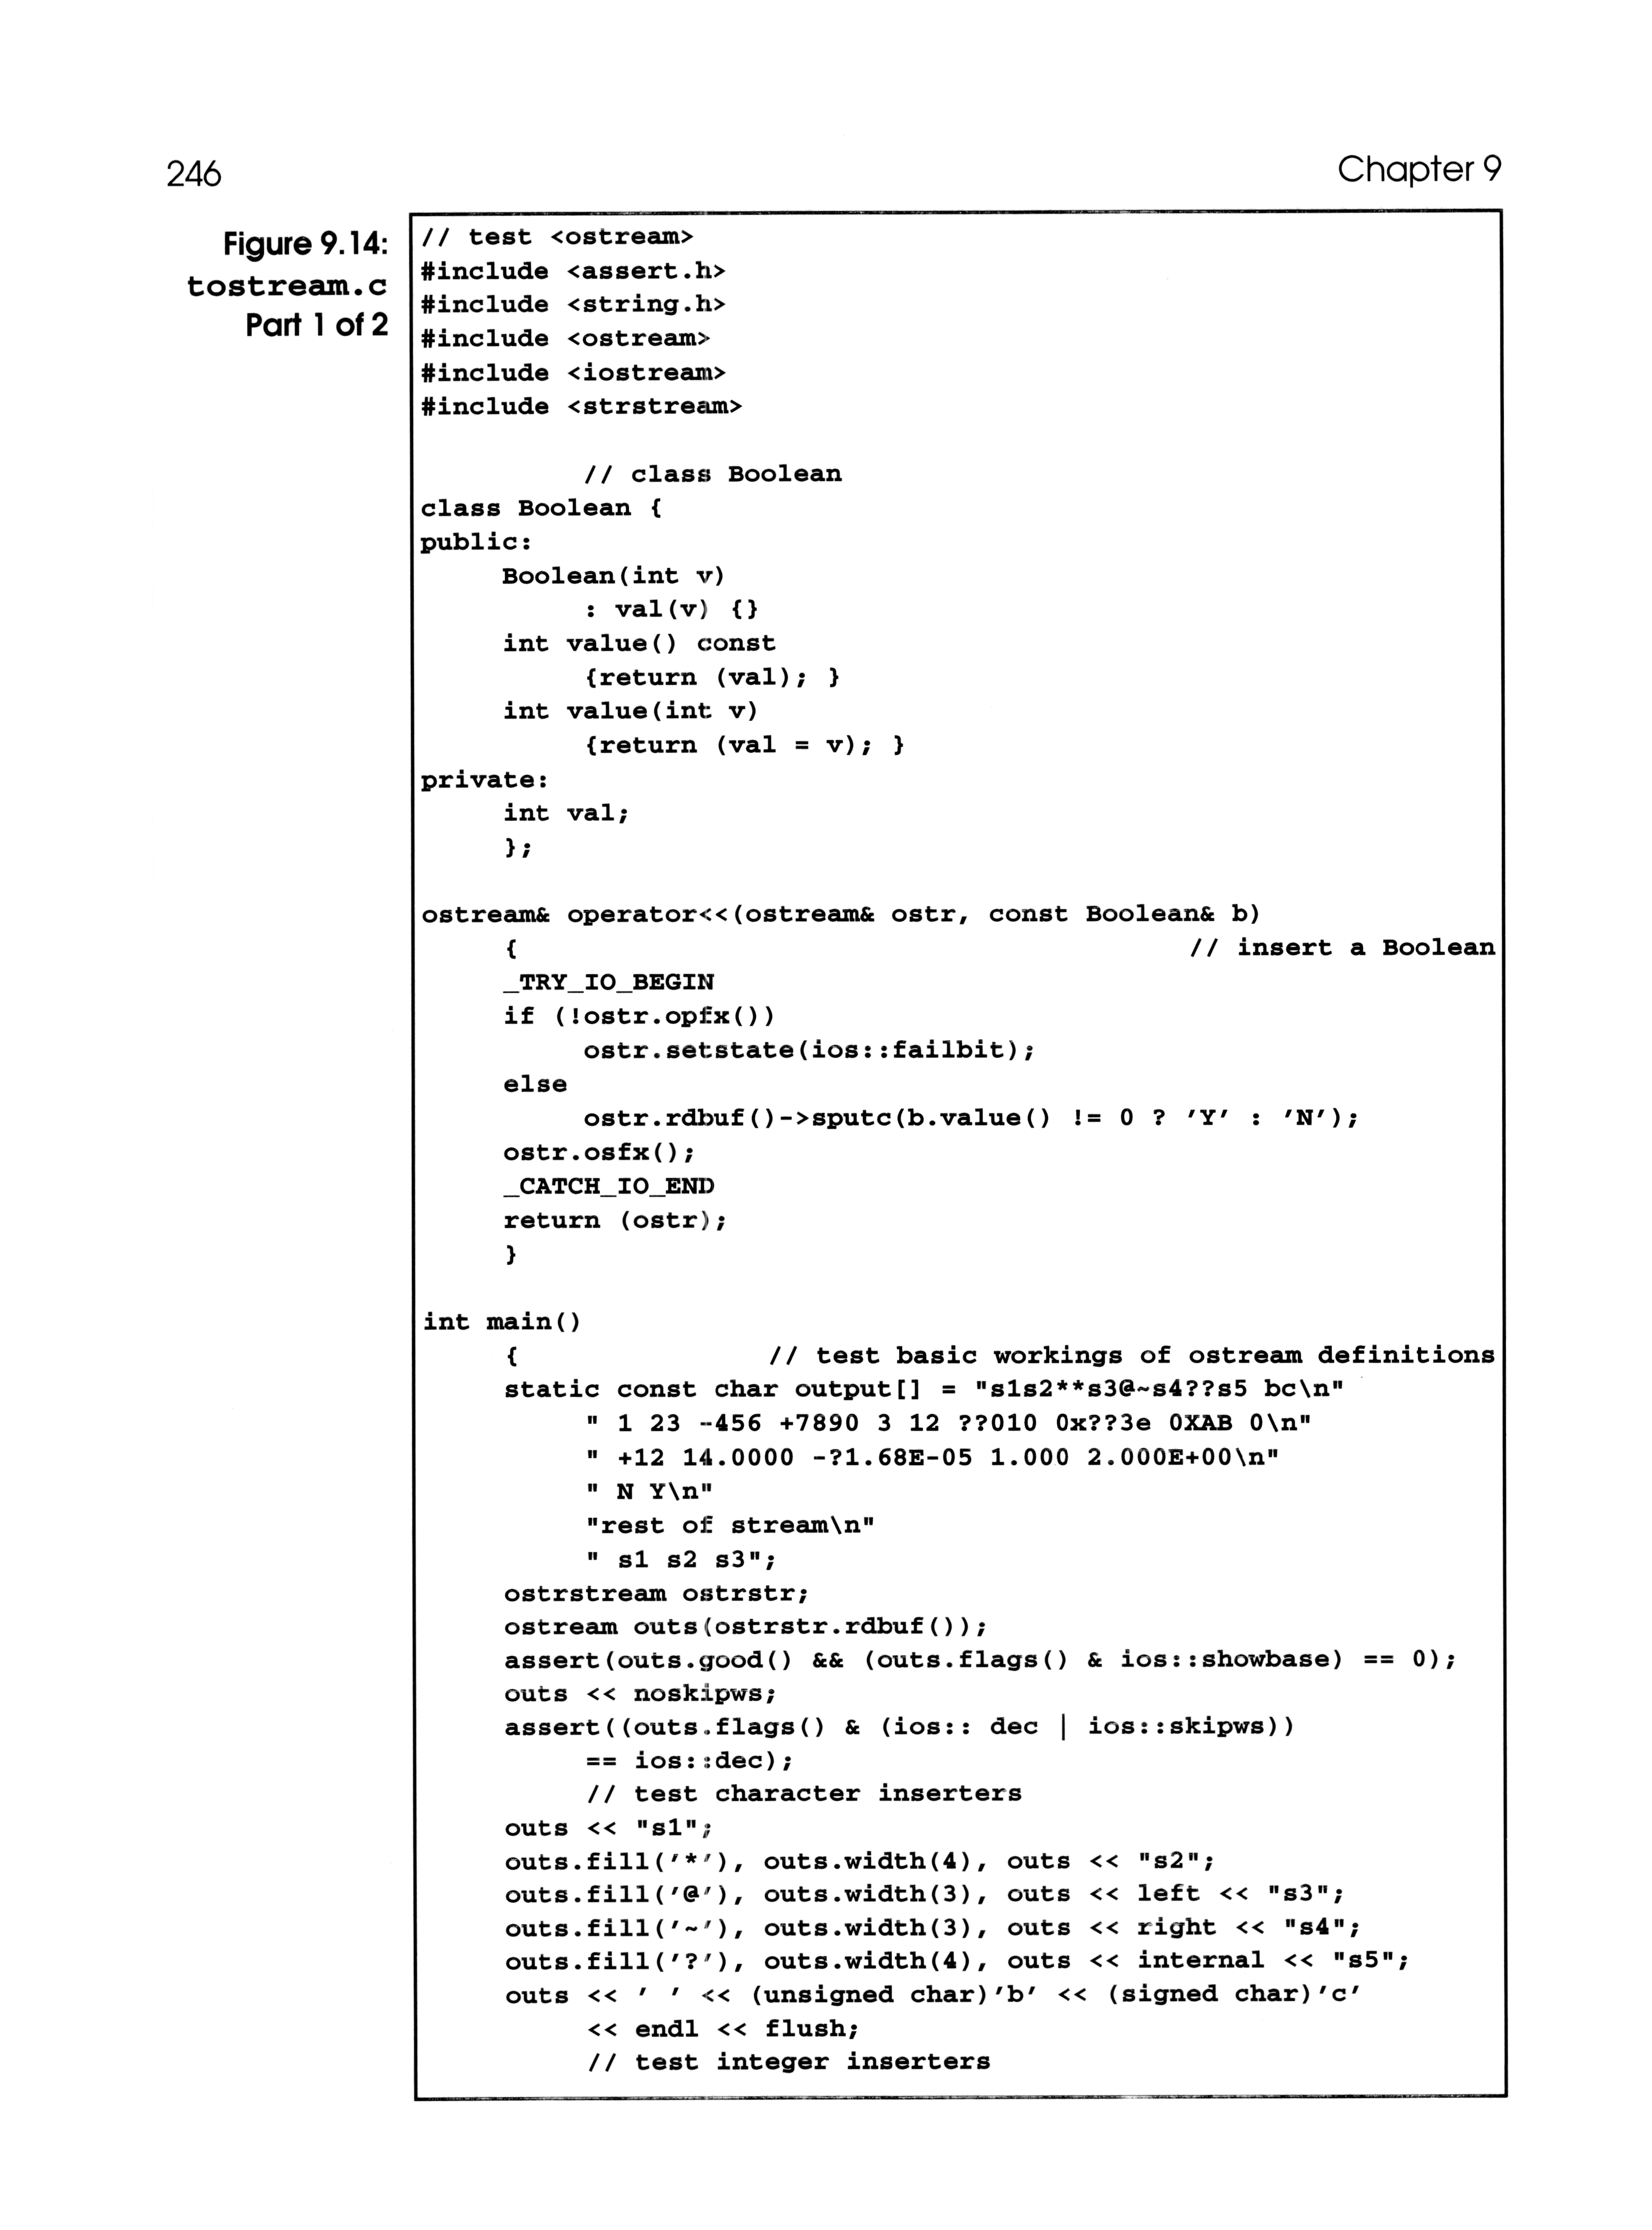 246
Chapter 9
Figure 9.14:
tostream.c
Part 1 of 2
// test <ostream>
#include <assert.h>
#include <string.h>
#include <ostream>
#include <iostream>
#include <strstream>
// class Boolean
class Boolean {
public:
Boolean(int v)
: val(v) {}
int value() const
{return (val); }
int value(int v)
{return (val = v); }
private:
int val;
};
ostream& operator<<(ostream& ostr, const Boolean& b)
{ // insert a Boolean
_TRY_IO_BEGIN
if (!ostr.opfx())
ostr.setstate(ios::failbit);
else
ostr.rdbuf()->sputc(b.value() != 0 ? 'Y' : 'N');
ostr.osfx();
_CATCH_IO_END
return (ostr);
}
int main()
{ // test basic workings of ostream definitions
static const char output[] = "s1s2**s3@~s4??s5 bc\n"
" 1 23 -456 +7890 3 12 ??010 0x??3e 0XAB 0\n"
" +12 14.0000 -?1.68E-05 1.000 2.000E+00\n"
" N Y\n"
"rest of stream\n"
" s1 s2 s3";
ostrstream ostrstr;
ostream outs(ostrstr.rdbuf());
assert(outs.good() && (outs.flags() & ios::showbase) == 0);
outs << noskipws;
assert((outs.flags() & (ios:: dec | ios::skipws))
== ios::dec);
// test character inserters
outs << "s1";
outs.fill('*'), outs.width(4), outs << "s2";
outs.fill('@'), outs.width(3), outs << left << "s3";
outs.fill('~'), outs.width(3), outs << right << "s4";
outs.fill('?'), outs.width(4), outs << internal << "s5";
outs << ' ' << (unsigned char)'b' << (signed char)'c'
<< endl << flush;
// test integer inserters